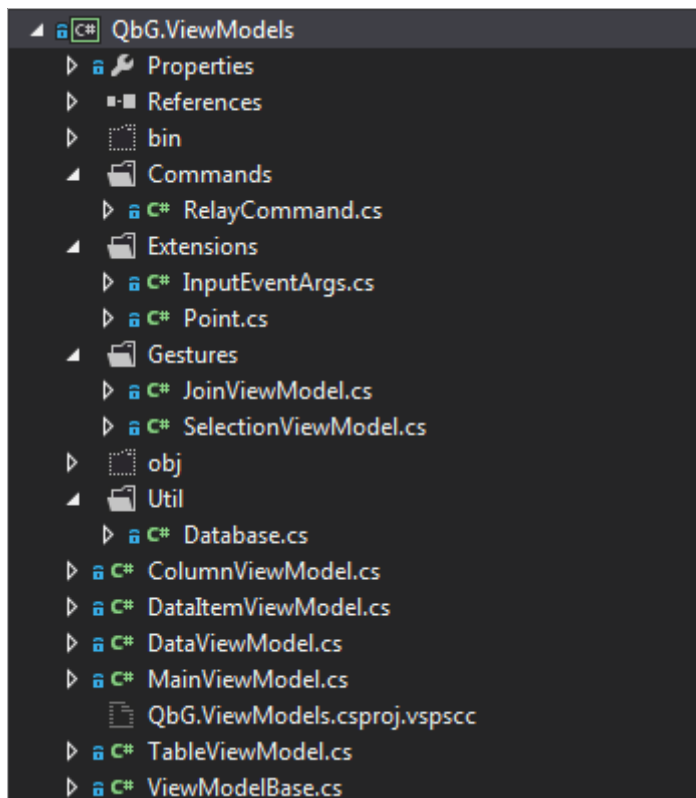 C# QbG.ViewModels
Properties
References
bin
Commands
C# RelayCommand.cs
Extensions
C# InputEventArgs.cs
C# Point.cs
Gestures
C# JoinViewModel.cs
C# SelectionViewModel.cs
obj
Util
C# Database.cs
C# ColumnViewModel.cs
C# DataItemViewModel.cs
C# DataViewModel.cs
C# MainViewModel.cs
QbG.ViewModels.csproj.vspscc
C# TableViewModel.cs
C# ViewModelBase.cs